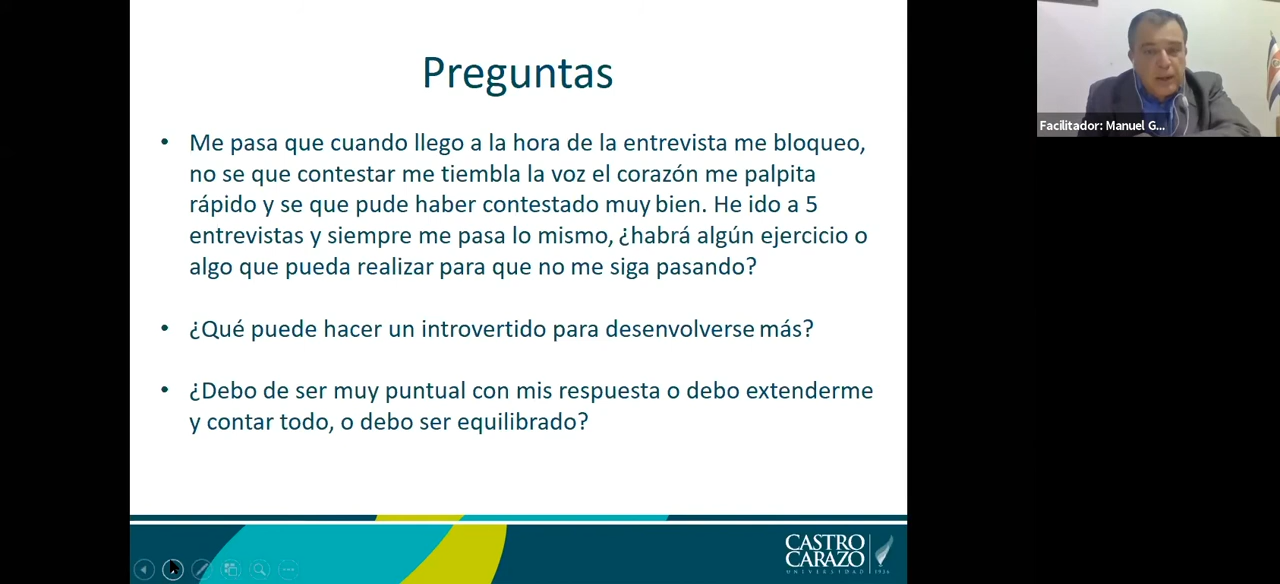 Preguntas
• Me pasa que cuando llego a la hora de la entrevista me bloqueo,
no se que contestar me tiembla la voz el corazón me palpita
rápido y se que pude haber contestado muy bien. He ido a 5
entrevistas y siempre me pasa lo mismo, ¿habrá algún ejercicio o
algo que pueda realizar para que no me siga pasando?
• ¿Qué puede hacer un introvertido para desenvolverse más?
• ¿Debo de ser muy puntual con mis respuesta o debo extenderme
y contar todo, o debo ser equilibrado?
Facilitador: Manuel G...
CASTRO
CARAZO
UNIVERSIDAD 1936